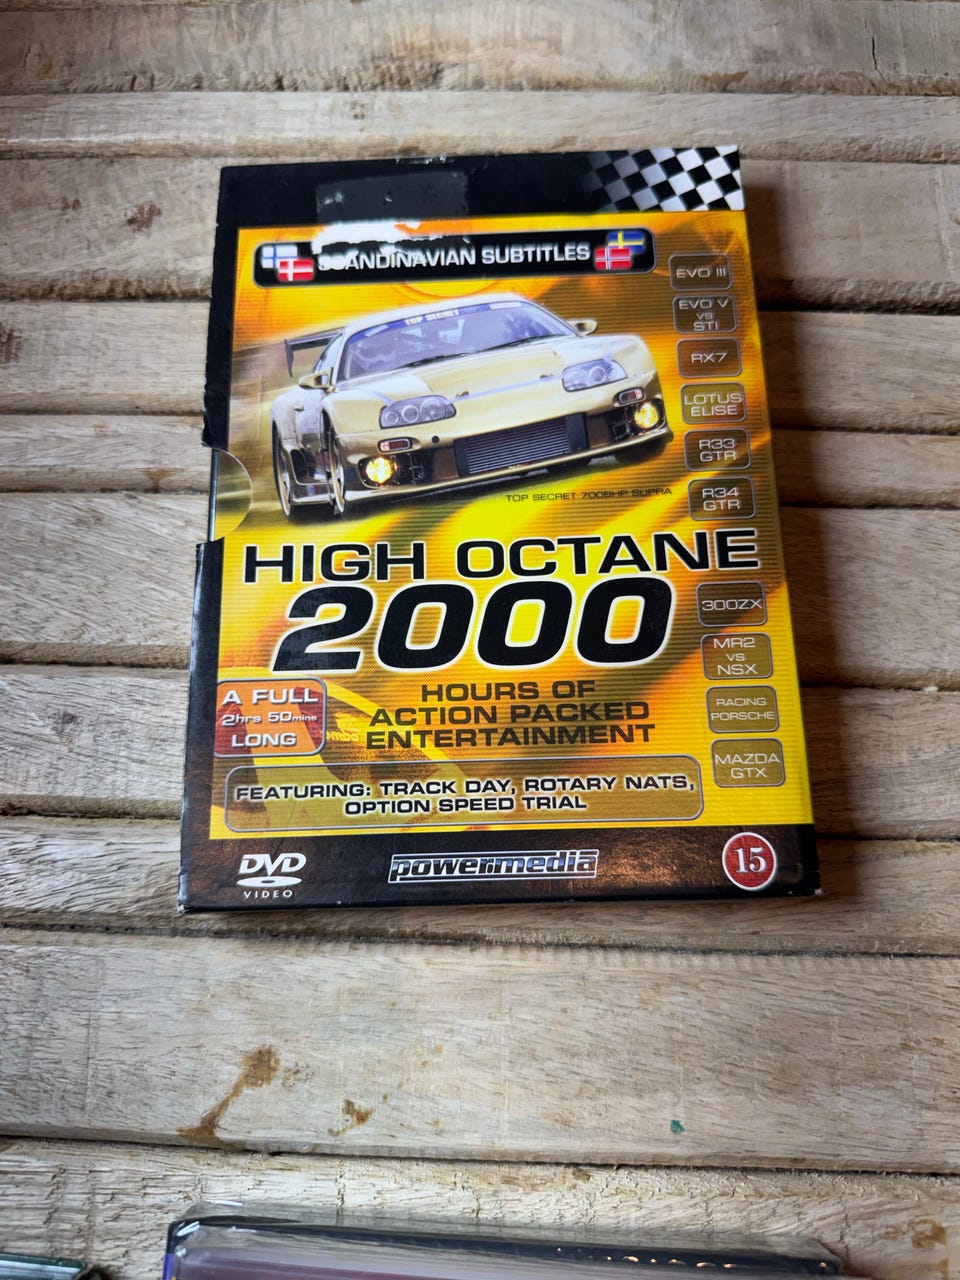 SCANDINAVIAN SUBTITLES
TOP SECRET
EVO III
EVO V
VS
STI
RX7
LOTUS
ELISE
R33
GTR
R34
GTR
TOP SECRET 700BHP SUPRA
HIGH OCTANE
2000
300ZX
MR2
VS
NSX
RACING
PORSCHE
MAZDA
GTX
A FULL
2hrs 50mins
LONG
HOURS OF
ACTION PACKED
ENTERTAINMENT
FEATURING: TRACK DAY, ROTARY NATS,
OPTION SPEED TRIAL
DVD
VIDEO
powermedia
15